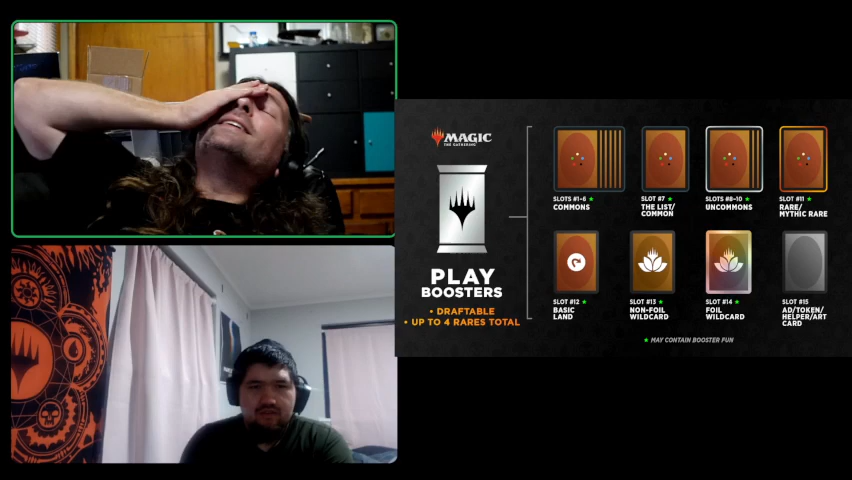 MAGIC
THE GATHERING
PLAY
BOOSTERS
• DRAFTABLE
• UP TO 4 RARES TOTAL
SLOTS #1-6 ★
COMMONS
SLOT #7 ★
THE LIST/
COMMON
SLOTS #8-10 ★
UNCOMMONS
SLOT #11 ★
RARE/
MYTHIC RARE
SLOT #12 ★
BASIC
LAND
SLOT #13 ★
NON-FOIL
WILDCARD
SLOT #14 ★
FOIL
WILDCARD
SLOT #15
AD/TOKEN/
HELPER/ART
CARD
★ MAY CONTAIN BOOSTER FUN